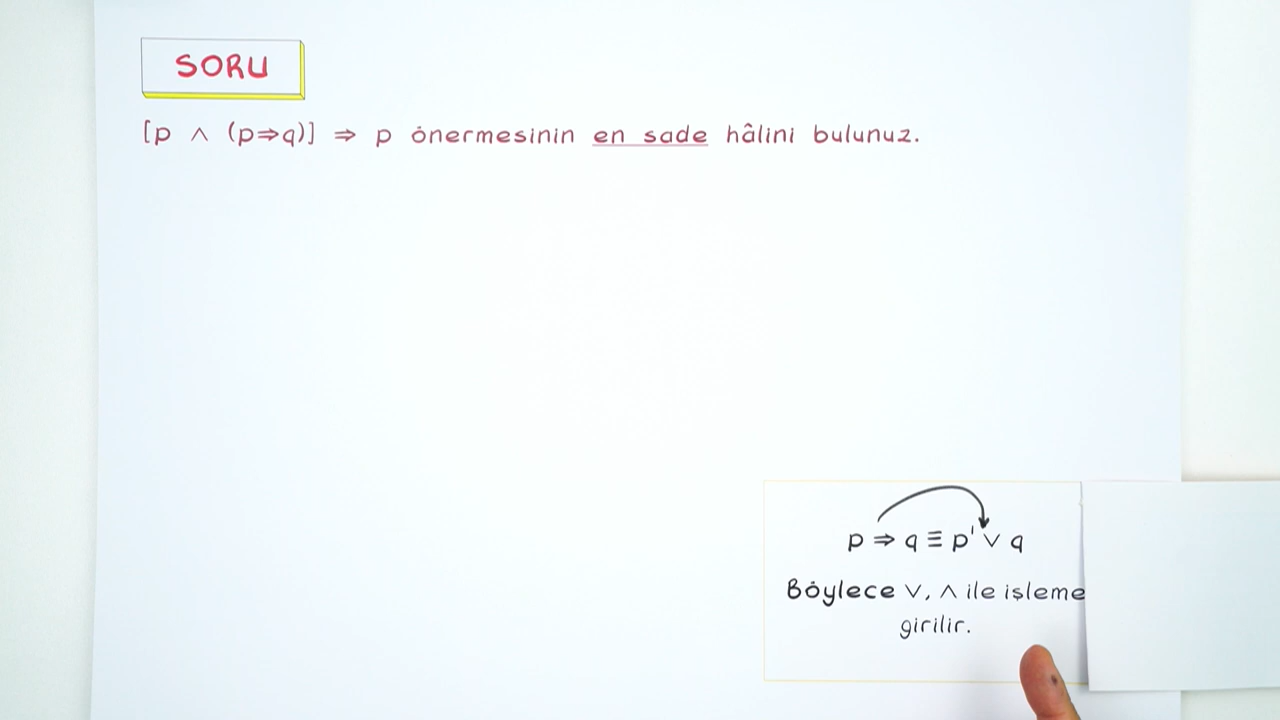 SORU
[p ∧ (p⇒q)] ⇒ p önermesinin en sade hâlini bulunuz.
p ⇒ q ≡ p' ∨ q
Böylece ∨, ∧ ile işleme
girilir.